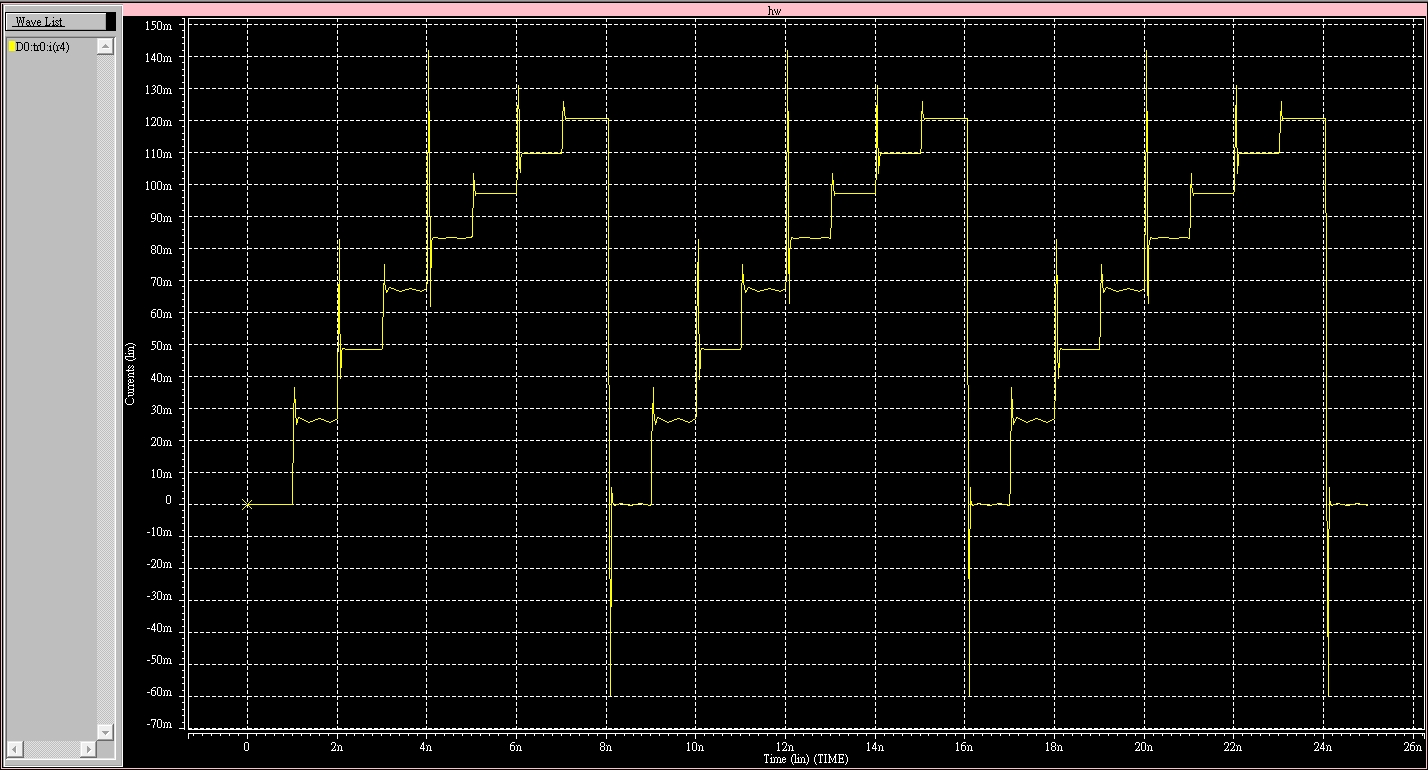 hw
Wave List
D0:tr0:i(r4)
150m
140m
130m
120m
110m
100m
90m
80m
70m
60m
50m
40m
30m
20m
10m
0
-10m
-20m
-30m
-40m
-50m
-60m
-70m
Currents (lin)
0 2n 4n 6n 8n 10n 12n 14n 16n 18n 20n 22n 24n 26n
Time (lin) (TIME)